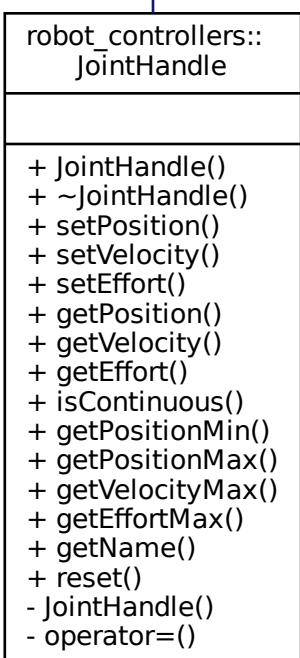 robot_controllers::
JointHandle
+ JointHandle()
+ ~JointHandle()
+ setPosition()
+ setVelocity()
+ setEffort()
+ getPosition()
+ getVelocity()
+ getEffort()
+ isContinuous()
+ getPositionMin()
+ getPositionMax()
+ getVelocityMax()
+ getEffortMax()
+ getName()
+ reset()
- JointHandle()
- operator=()